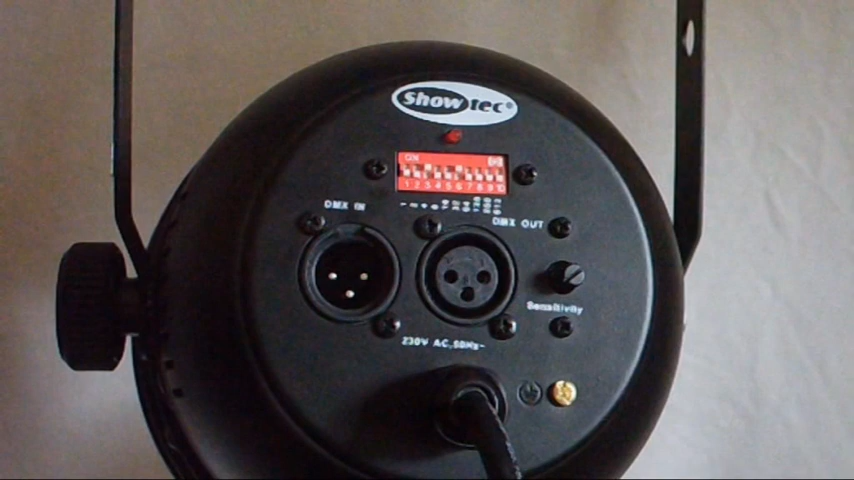 Showtec®
ON
1 2 3 4 5 6 7 8 9 10
DMX IN
DMX OUT
Sensitivity
230V AC, 50Hz~